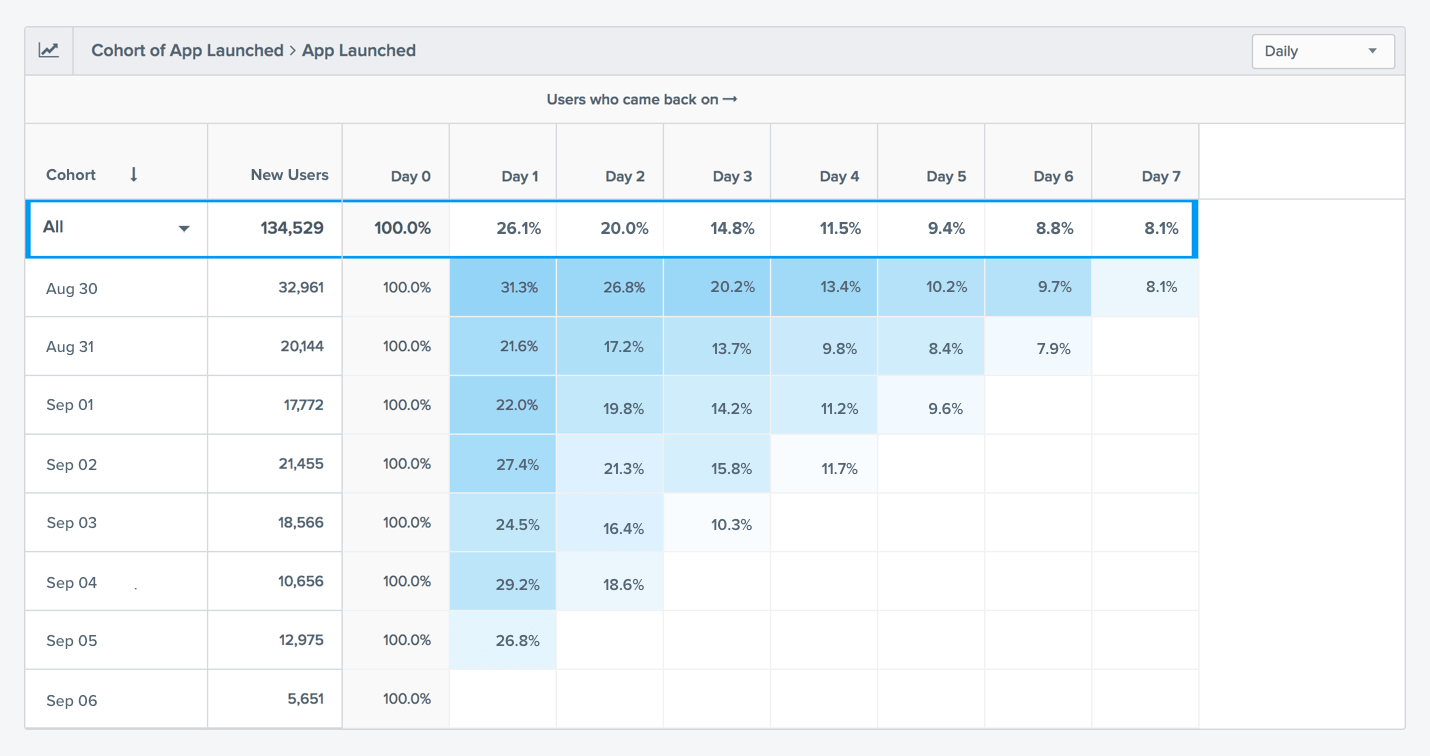 Cohort of App Launched > App Launched Daily
Users who came back on →
Cohort ↓ New Users Day 0 Day 1 Day 2 Day 3 Day 4 Day 5 Day 6 Day 7
All 134,529 100.0% 26.1% 20.0% 14.8% 11.5% 9.4% 8.8% 8.1%
Aug 30 32,961 100.0% 31.3% 26.8% 20.2% 13.4% 10.2% 9.7% 8.1%
Aug 31 20,144 100.0% 21.6% 17.2% 13.7% 9.8% 8.4% 7.9%
Sep 01 17,772 100.0% 22.0% 19.8% 14.2% 11.2% 9.6%
Sep 02 21,455 100.0% 27.4% 21.3% 15.8% 11.7%
Sep 03 18,566 100.0% 24.5% 16.4% 10.3%
Sep 04 . 10,656 100.0% 29.2% 18.6%
Sep 05 12,975 100.0% 26.8%
Sep 06 5,651 100.0%